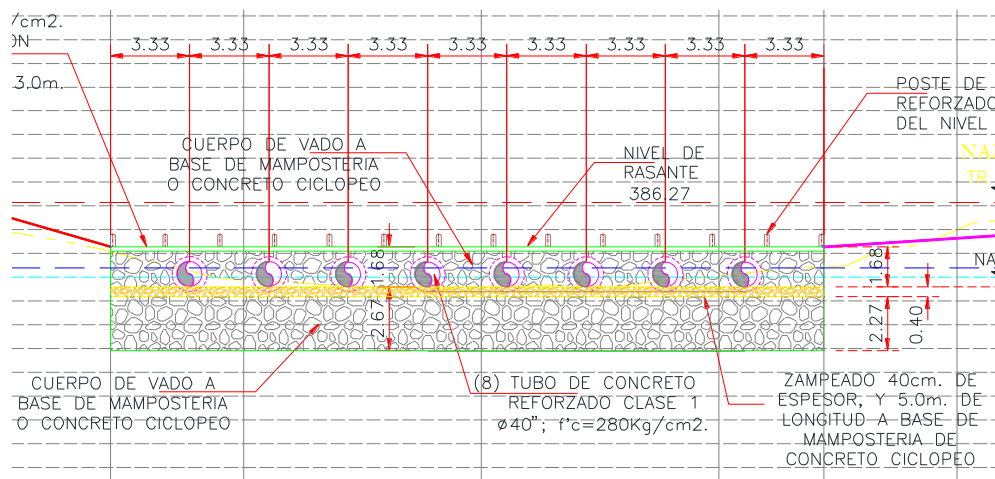 /cm2.
3.0m.
3.33 3.33 3.33 3.33 3.33 3.33 3.33 3.33 3.33
POSTE DE
REFORZADO
DEL NIVEL
CUERPO DE VADO A
BASE DE MAMPOSTERIA
O CONCRETO CICLOPEO
NIVEL DE
RASANTE
386.27
TR
NA
1.68
2.67
1.68
2.27
0.40
CUERPO DE VADO A
BASE DE MAMPOSTERIA
O CONCRETO CICLOPEO
(8) TUBO DE CONCRETO
REFORZADO CLASE 1
ø40"; f'c=280Kg/cm2.
ZAMPEADO 40cm. DE
ESPESOR, Y 5.0m. DE
LONGITUD A BASE DE
MAMPOSTERIA DE
CONCRETO CICLOPEO